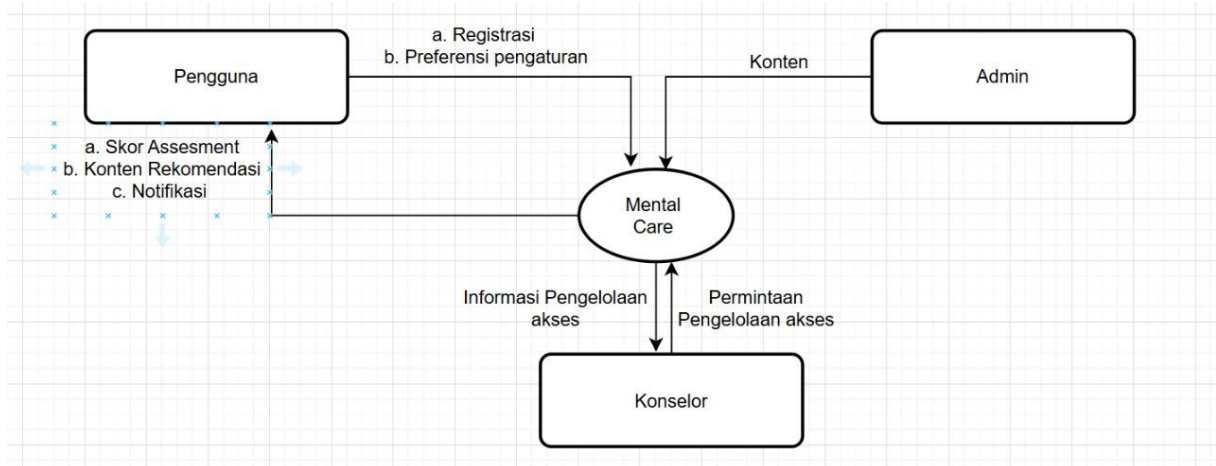 a. Registrasi
b. Preferensi pengaturan
Pengguna
Konten
Admin
a. Skor Assesment
b. Konten Rekomendasi
c. Notifikasi
Mental
Care
Informasi Pengelolaan
akses
Permintaan
Pengelolaan akses
Konselor